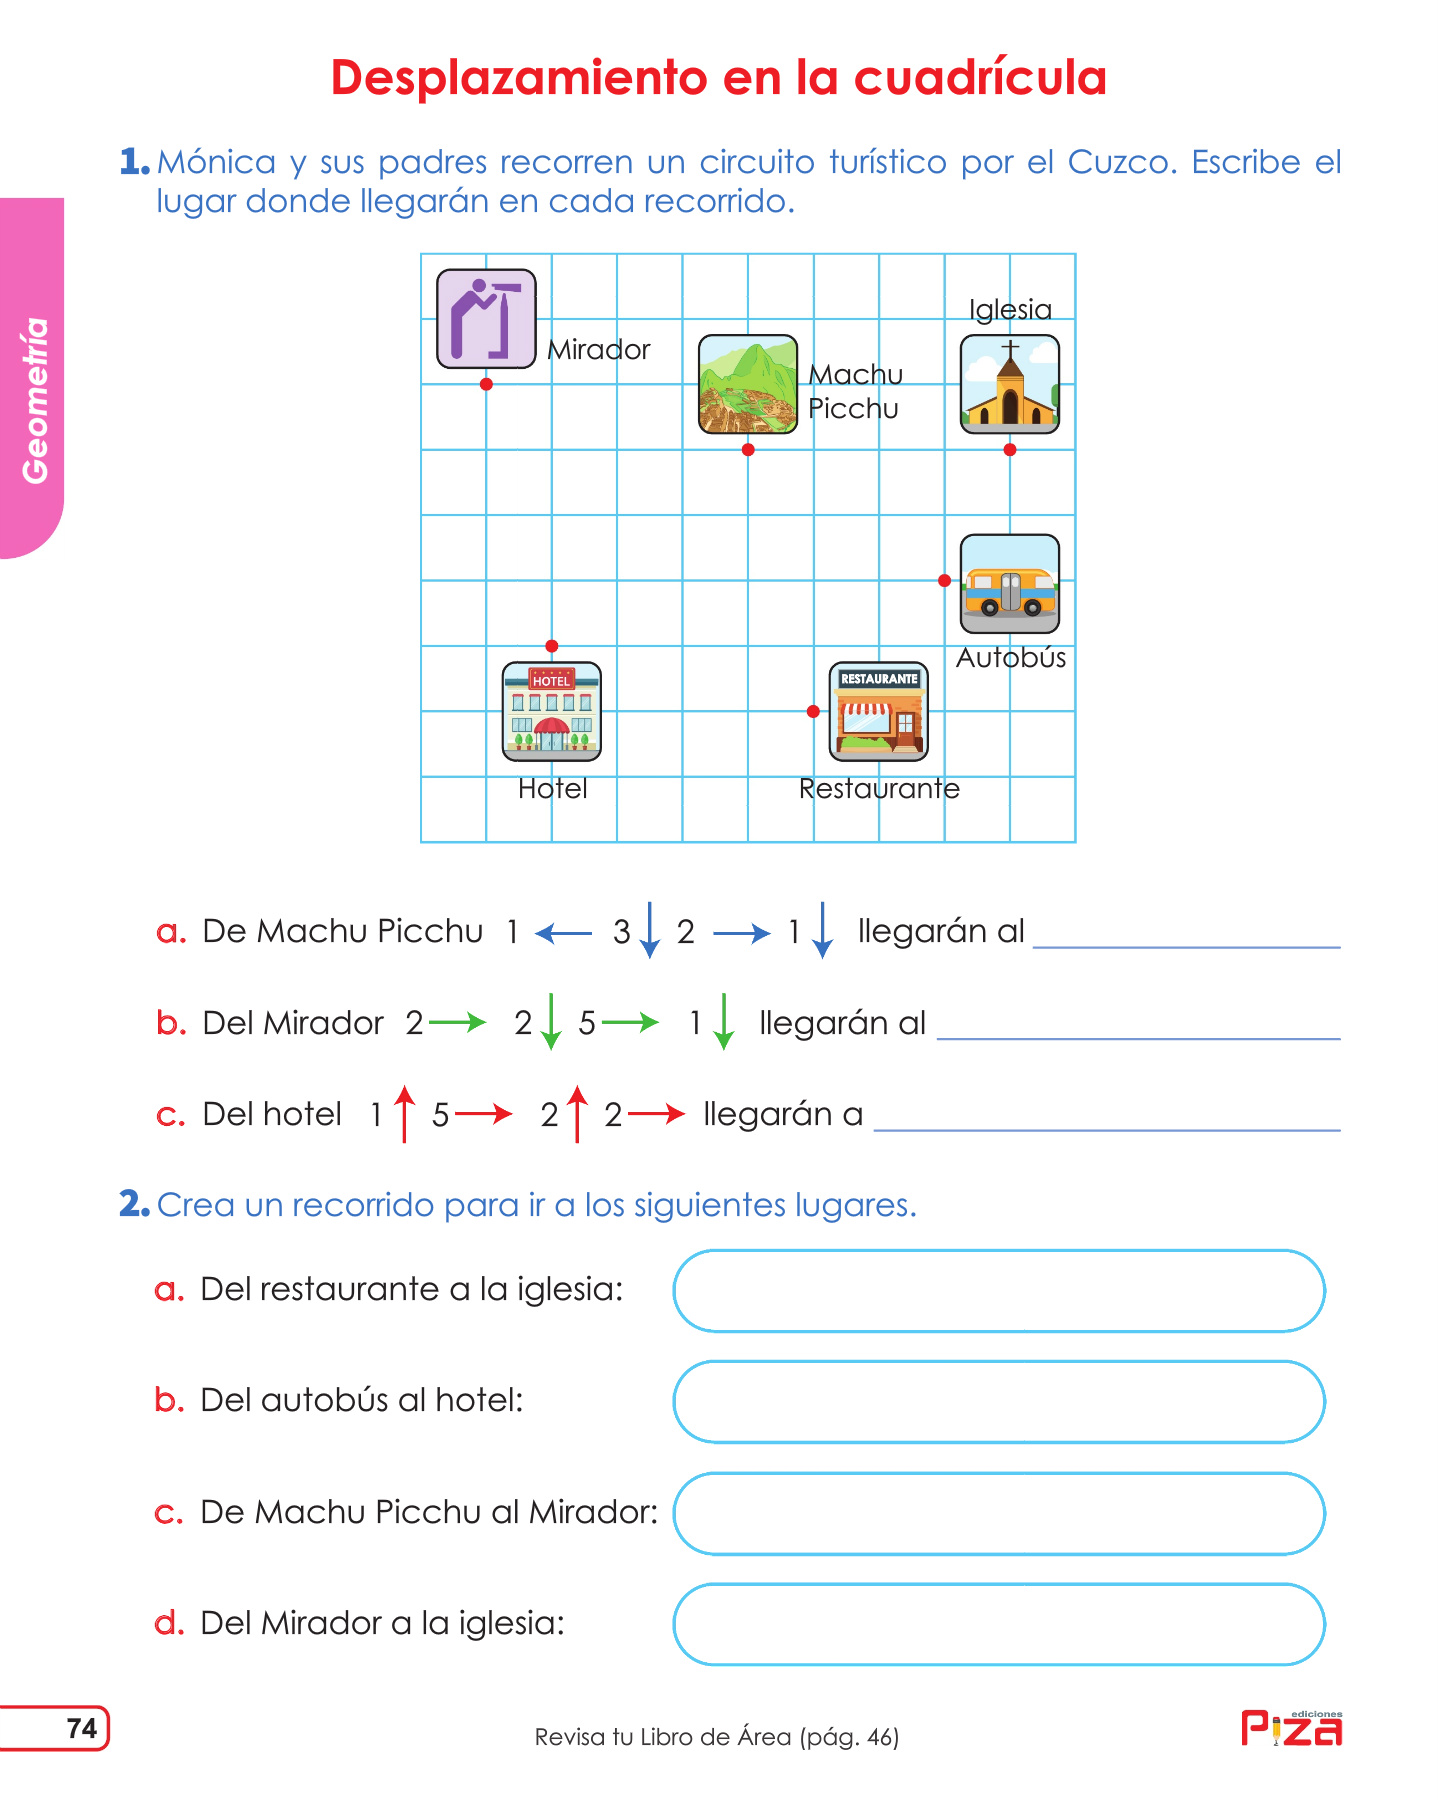 Desplazamiento en la cuadrícula
1. Mónica y sus padres recorren un circuito turístico por el Cuzco. Escribe el
lugar donde llegarán en cada recorrido.
Geometría
Iglesia
Mirador
Machu
Picchu
Autobús
HOTEL
RESTAURANTE
Hotel
Restaurante
a. De Machu Picchu 1 ← 3 ↓ 2 → 1 ↓ llegarán al
b. Del Mirador 2 → 2 ↓ 5 → 1 ↓ llegarán al
c. Del hotel 1 ↑ 5 → 2 ↑ 2 → llegarán a
2. Crea un recorrido para ir a los siguientes lugares.
a. Del restaurante a la iglesia:
b. Del autobús al hotel:
c. De Machu Picchu al Mirador:
d. Del Mirador a la iglesia:
74
Revisa tu Libro de Área (pág. 46)
ediciones
Piza